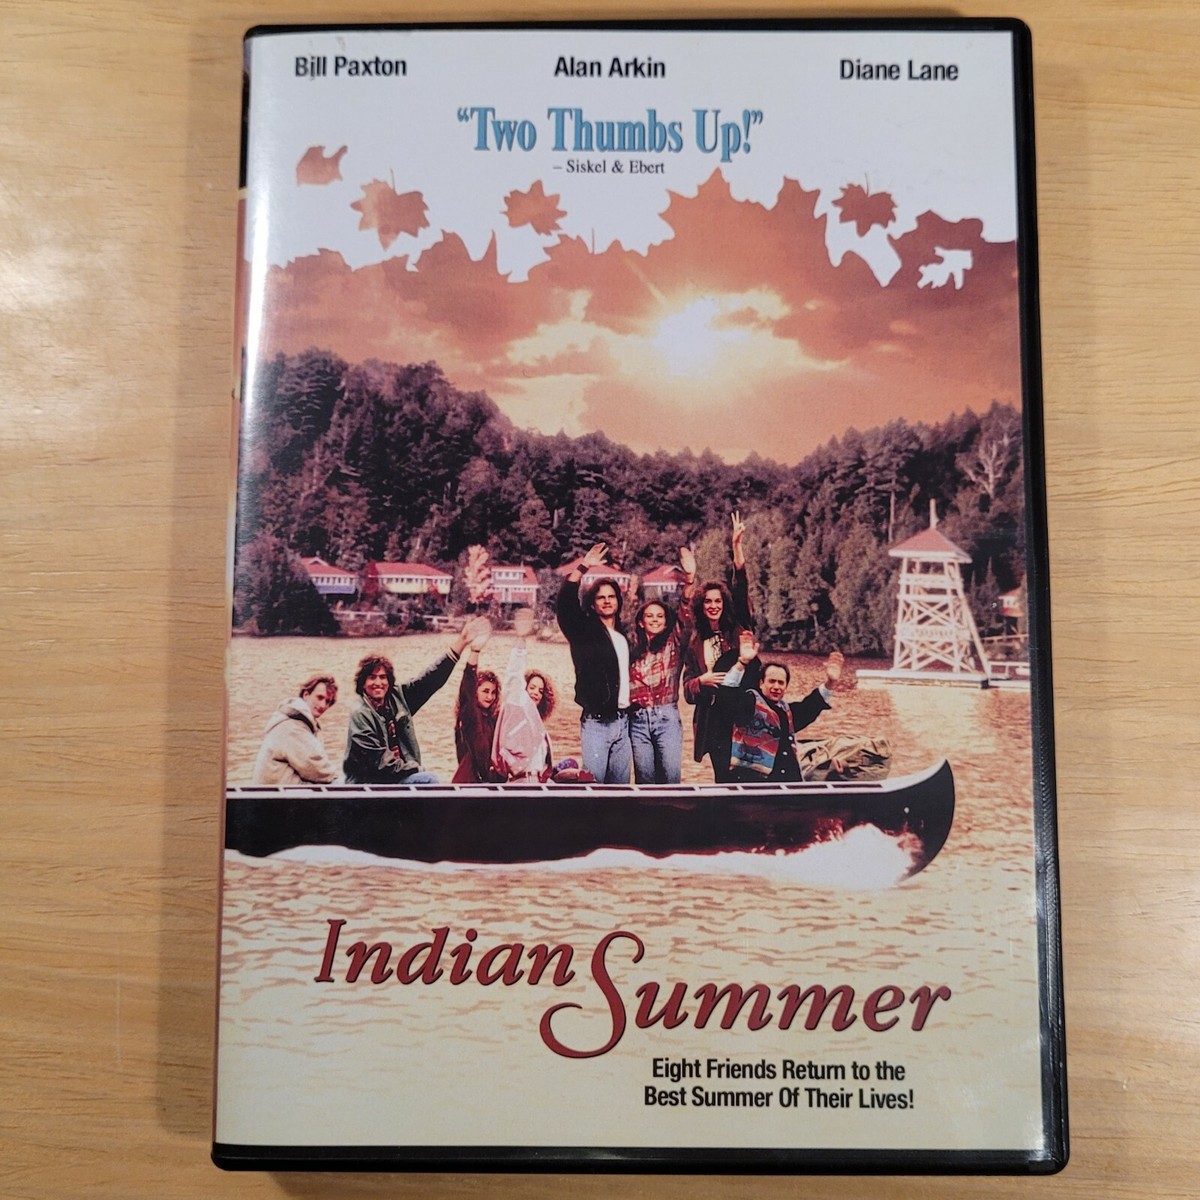 Bill Paxton Alan Arkin Diane Lane
“Two Thumbs Up!”
– Siskel & Ebert
Indian Summer
Eight Friends Return to the
Best Summer Of Their Lives!